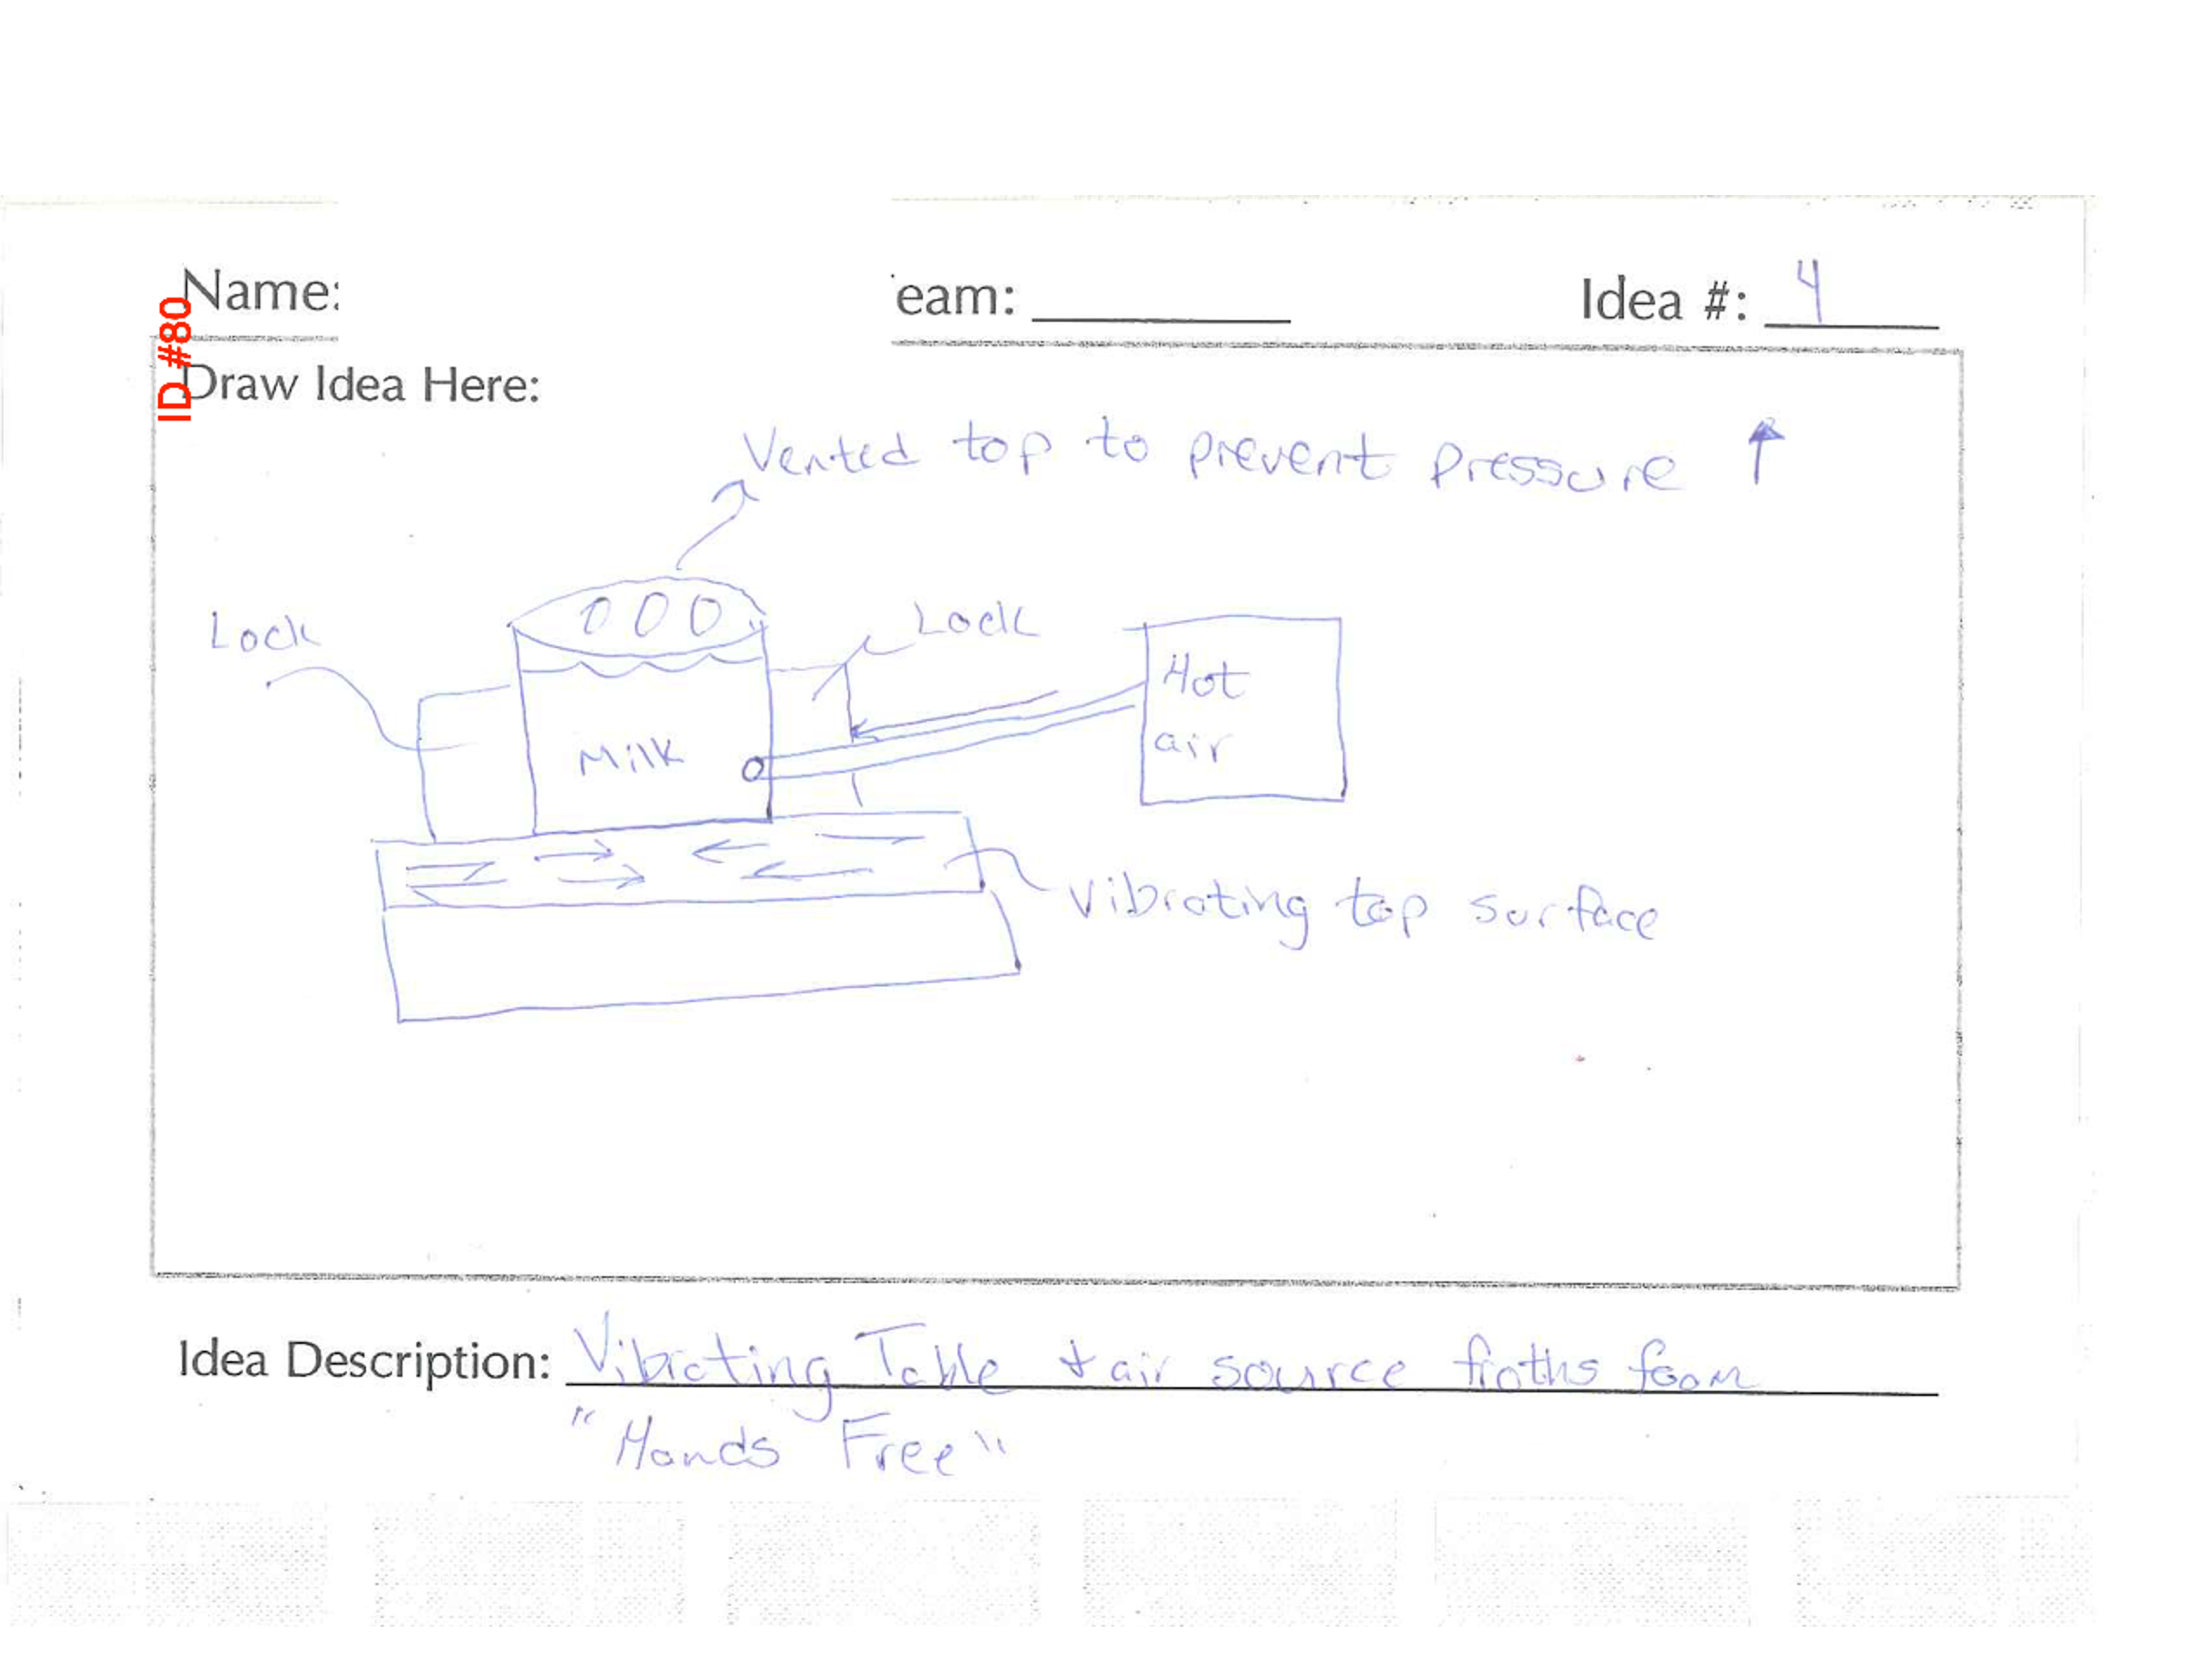 Name:
eam:
Idea #: 4
ID #80
Draw Idea Here:
Vented top to prevent pressure ↑
Lock
Lock
Hot
air
Milk
Vibrating top surface
Idea Description: Vibrating Table + air source froths foam
"Hands Free"